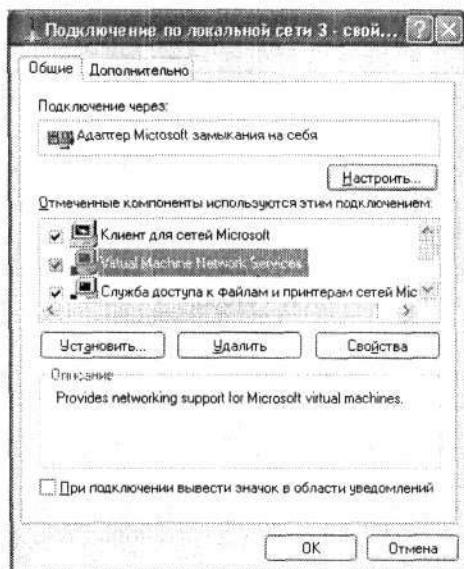 Подключение по локальной сети 3 - свой...
Общие
Дополнительно
Подключение через:
Адаптер Microsoft замыкания на себя
Настроить...
Отмеченные компоненты используются этим подключением:
Клиент для сетей Microsoft
Virtual Machine Network Services
Служба доступа к файлам и принтерам сетей Mic
Установить...
Удалить
Свойства
Описание
Provides networking support for Microsoft virtual machines.
При подключении вывести значок в области уведомлений
OK
Отмена